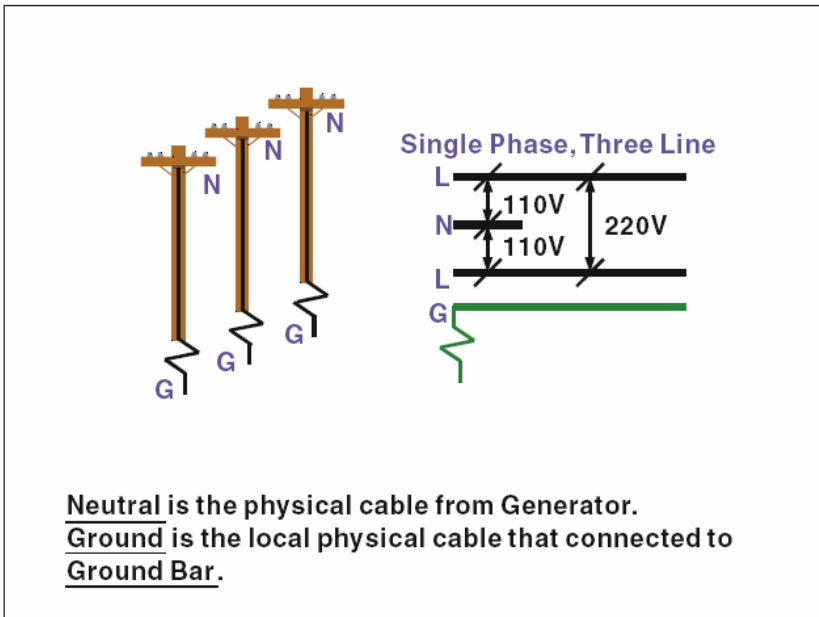 N
N
N
G
G
G
Single Phase, Three Line
L
110V
N
220V
110V
L
G
Neutral is the physical cable from Generator.
Ground is the local physical cable that connected to
Ground Bar.